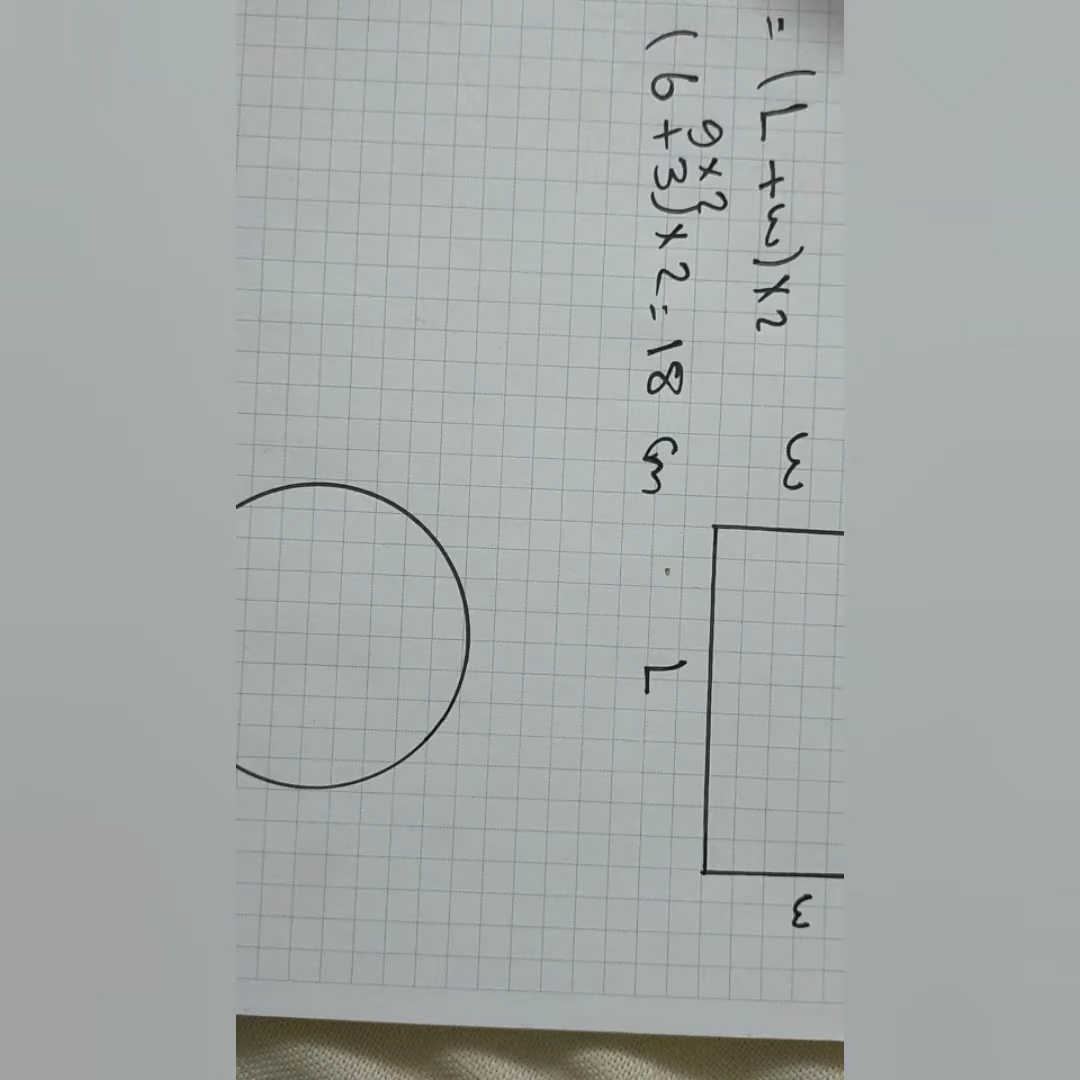 = (L + W) x 2
W
9 x 2
(6 + 3) x 2 = 18 cm
L
W